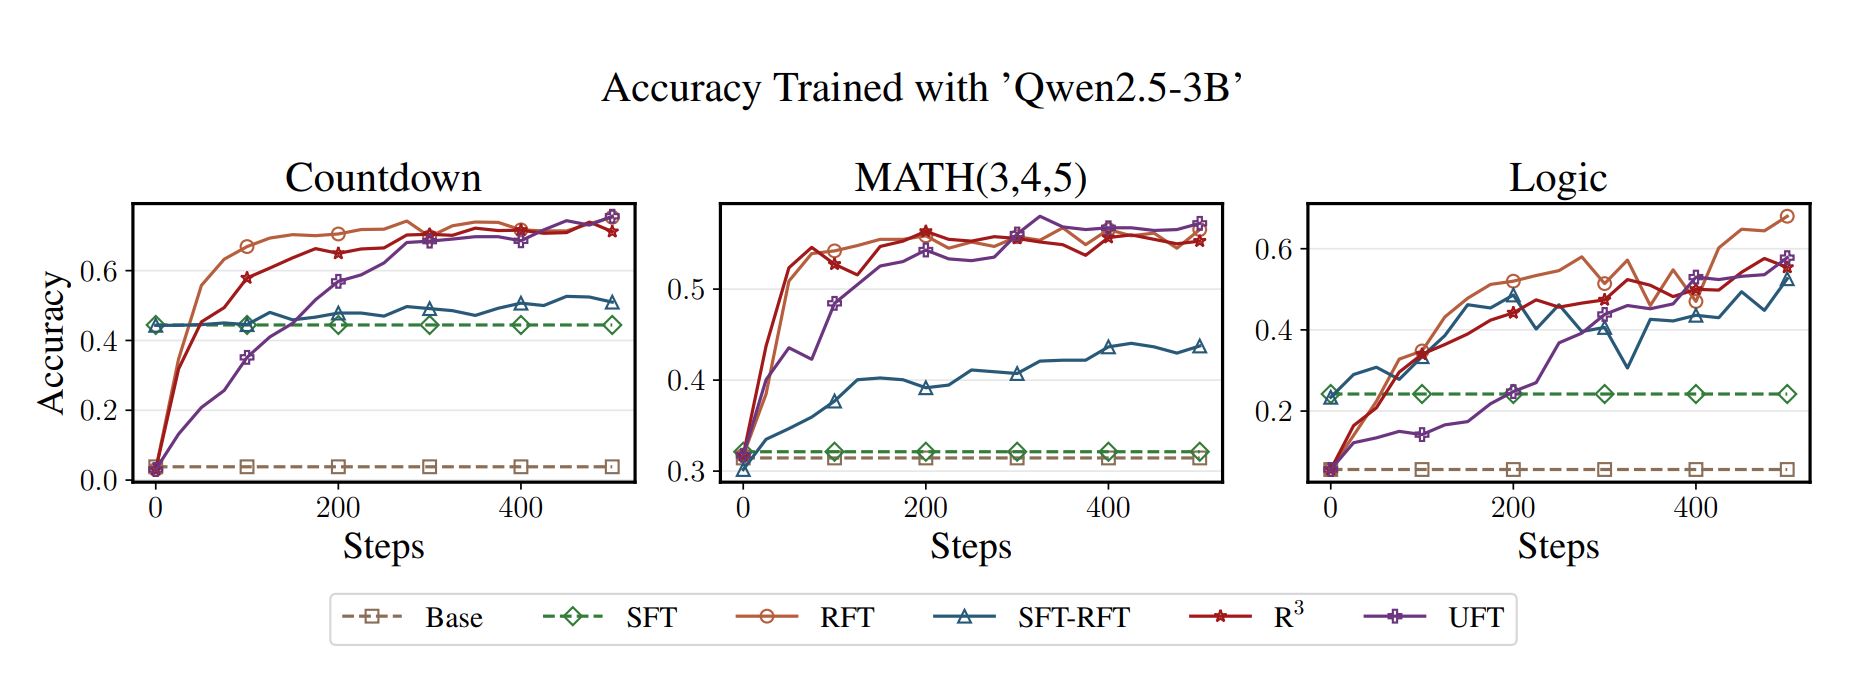 Accuracy Trained with ’Qwen2.5-3B’
Countdown
MATH(3,4,5)
Logic
Accuracy
0.6
0.4
0.2
0.0
0 200 400
Steps
0.5
0.4
0.3
0 200 400
Steps
0.6
0.4
0.2
0 200 400
Steps
Base SFT RFT SFT-RFT R³ UFT